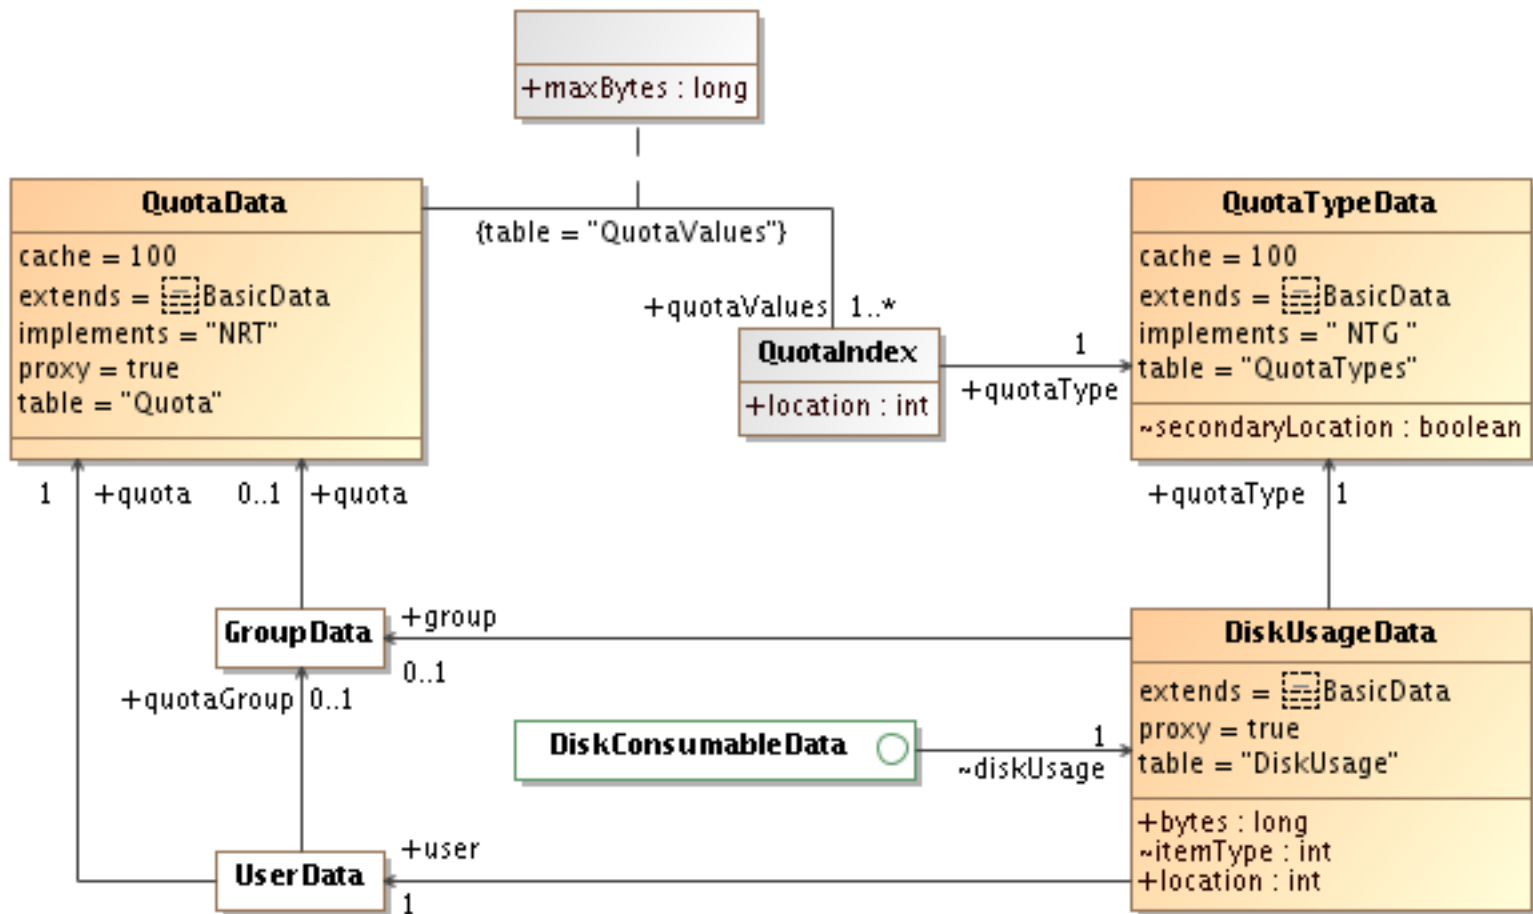 +maxBytes : long
QuotaData
cache = 100
extends = BasicData
implements = "NRT"
proxy = true
table = "Quota"
{table = "QuotaValues"}
+quotaValues 1..*
QuotaIndex
+location : int
1
+quotaType
QuotaTypeData
cache = 100
extends = BasicData
implements = " NTG "
table = "QuotaTypes"
~secondaryLocation : boolean
1 +quota 0..1 +quota
+quotaType 1
GroupData
+group
0..1
+quotaGroup 0..1
DiskConsumableData
1
~diskUsage
DiskUsageData
extends = BasicData
proxy = true
table = "DiskUsage"
+bytes : long
~itemType : int
+location : int
UserData
+user
1